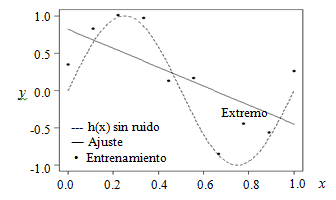 1.0
0.5
0.0
-0.5
-1.0
y
Extremo
--- h(x) sin ruido
— Ajuste
• Entrenamiento
0.0 0.2 0.4 0.6 0.8 1.0 x